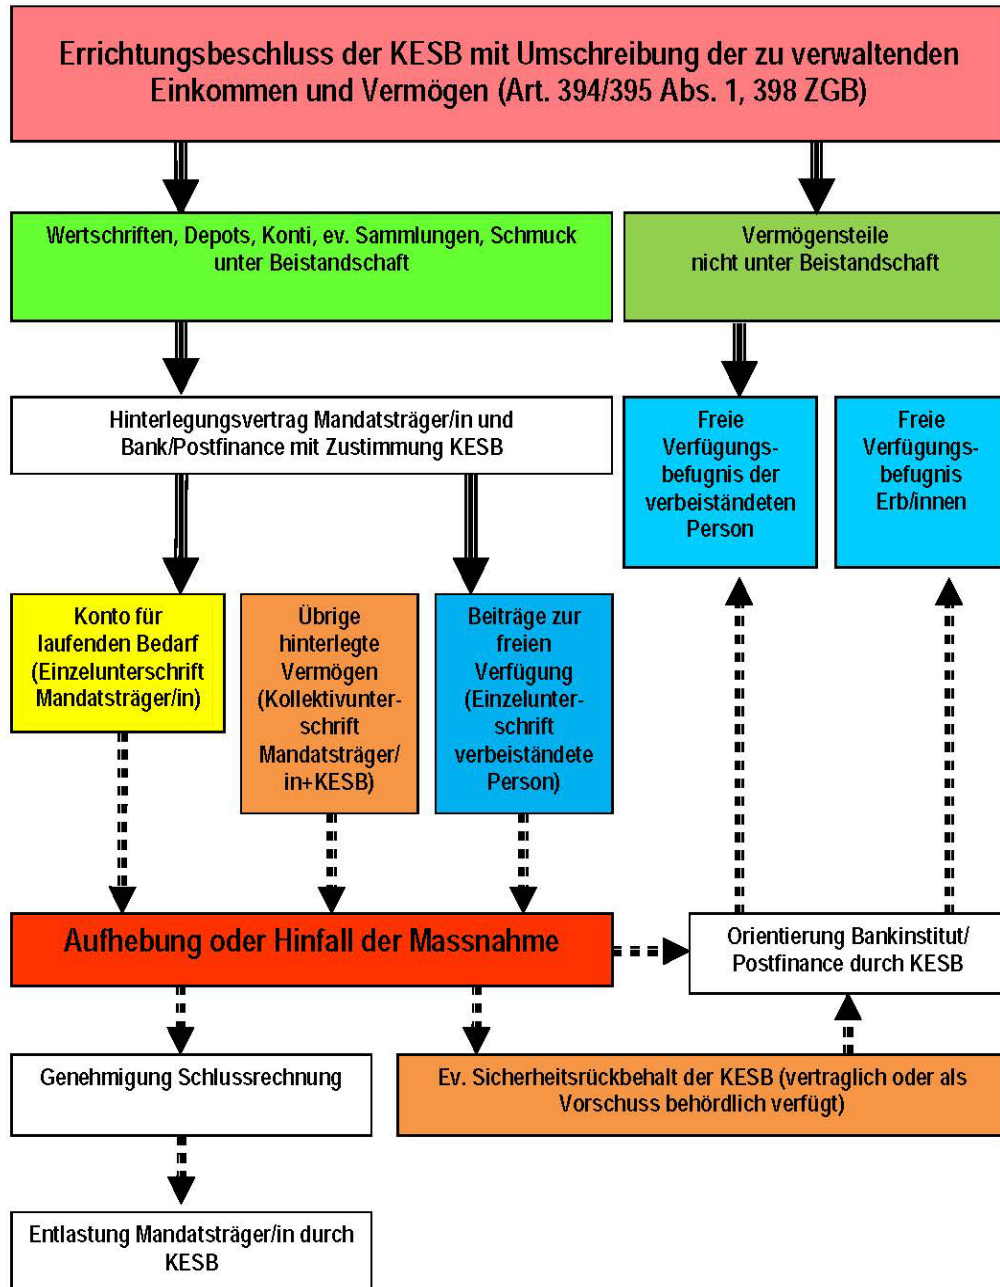 Errichtungsbeschluss der KESB mit Umschreibung der zu verwaltenden
Einkommen und Vermögen (Art. 394/395 Abs. 1, 398 ZGB)
Wertschriften, Depots, Konti, ev. Sammlungen, Schmuck
unter Beistandschaft
Vermögensteile
nicht unter Beistandschaft
Hinterlegungsvertrag Mandatsträger/in und
Bank/Postfinance mit Zustimmung KESB
Freie
Verfügungs-
befugnis der
verbeiständeten
Person
Freie
Verfügungs-
befugnis
Erb/innen
Konto für
laufenden Bedarf
(Einzelunterschrift
Mandatsträger/in)
Übrige
hinterlegte
Vermögen
(Kollektivunter-
schrift
Mandatsträger/
in+KESB)
Beiträge zur
freien
Verfügung
(Einzelunter-
schrift
verbeiständete
Person)
Aufhebung oder Hinfall der Massnahme
Orientierung Bankinstitut/
Postfinance durch KESB
Genehmigung Schlussrechnung
Ev. Sicherheitsrückbehalt der KESB (vertraglich oder als
Vorschuss behördlich verfügt)
Entlastung Mandatsträger/in durch
KESB